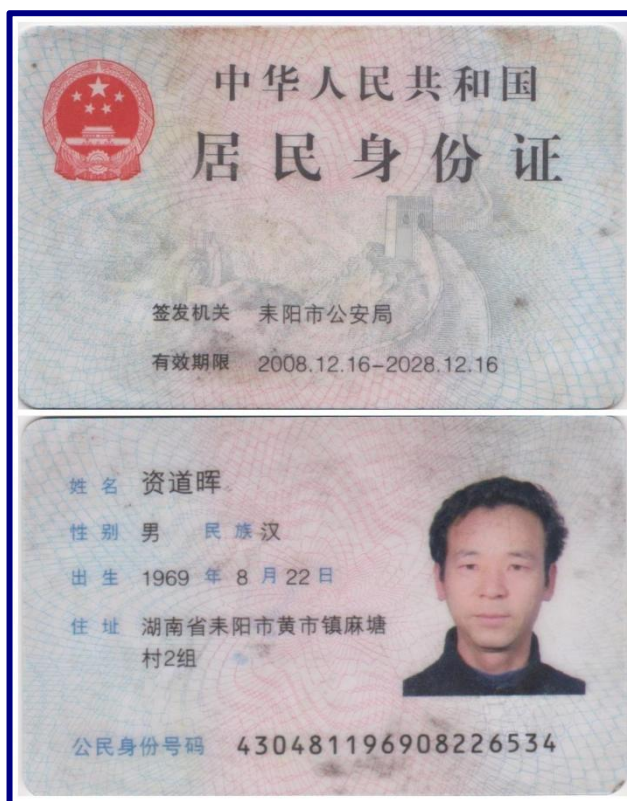 中华人民共和国
居民身份证
签发机关 耒阳市公安局
有效期限 2008.12.16-2028.12.16
姓名 资道晖
性别 男 民族 汉
出生 1969 年 8 月 22 日
住址 湖南省耒阳市黄市镇麻塘
村2组
公民身份号码 430481196908226534